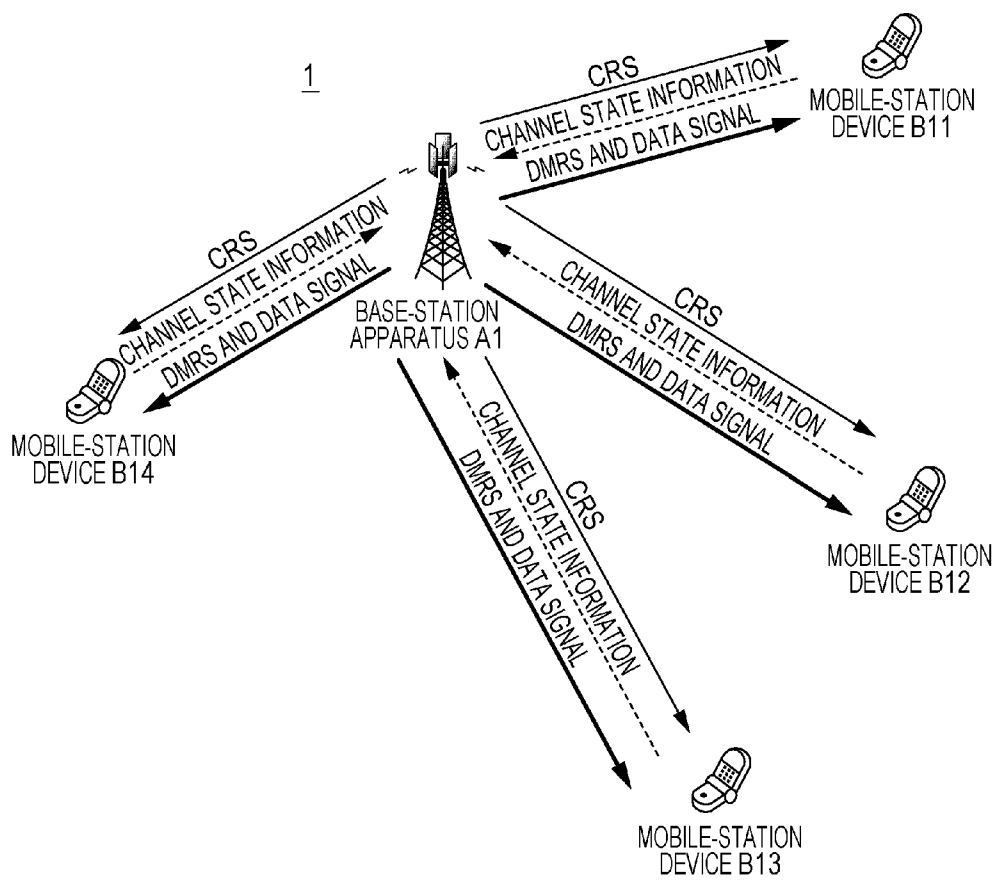 1
CRS
CHANNEL STATE INFORMATION
DMRS AND DATA SIGNAL
MOBILE-STATION
DEVICE B11
CRS
CHANNEL STATE INFORMATION
DMRS AND DATA SIGNAL
BASE-STATION
APPARATUS A1
CRS
CHANNEL STATE INFORMATION
DMRS AND DATA SIGNAL
MOBILE-STATION
DEVICE B14
CRS
CHANNEL STATE INFORMATION
DMRS AND DATA SIGNAL
MOBILE-STATION
DEVICE B12
MOBILE-STATION
DEVICE B13